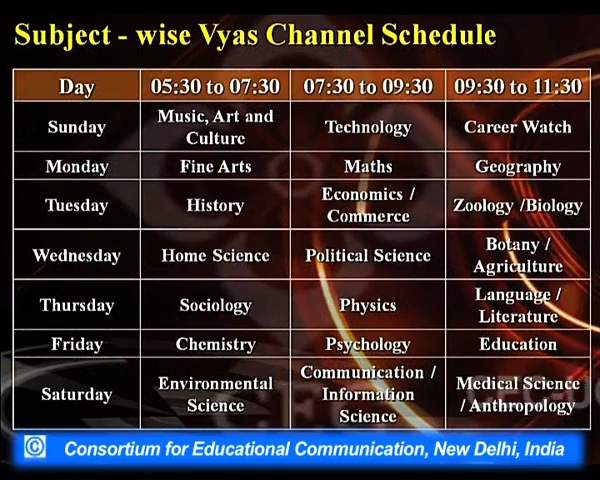 Subject - wise Vyas Channel Schedule
Day 05:30 to 07:30 07:30 to 09:30 09:30 to 11:30
Sunday Music, Art and Culture Technology Career Watch
Monday Fine Arts Maths Geography
Tuesday History Economics / Commerce Zoology /Biology
Wednesday Home Science Political Science Botany / Agriculture
Thursday Sociology Physics Language / Literature
Friday Chemistry Psychology Education
Saturday Environmental Science Communication / Information Science Medical Science / Anthropology
© Consortium for Educational Communication, New Delhi, India